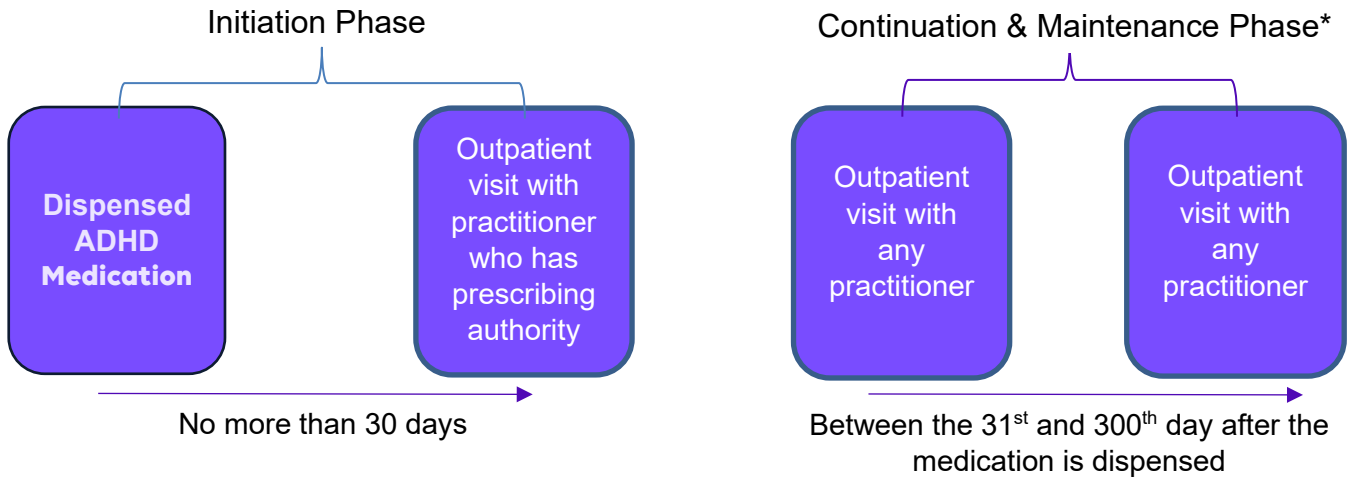 Initiation Phase
Dispensed
ADHD
Medication
Outpatient
visit with
practitioner
who has
prescribing
authority
No more than 30 days
Continuation & Maintenance Phase*
Outpatient
visit with
any
practitioner
Outpatient
visit with
any
practitioner
Between the 31st and 300th day after the
medication is dispensed